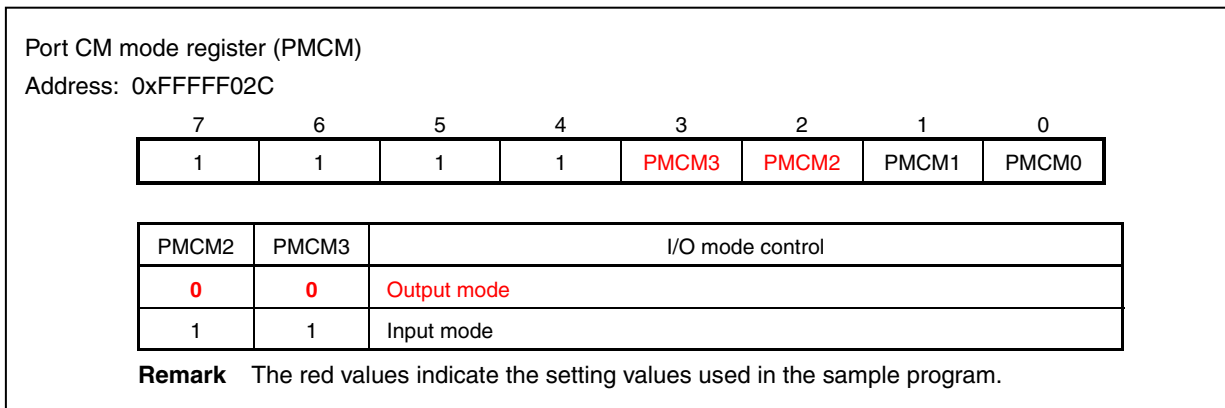 Port CM mode register (PMCM)
Address: 0xFFFFF02C
7 6 5 4 3 2 1 0
1 1 1 1 PMCM3 PMCM2 PMCM1 PMCM0
PMCM2 PMCM3 I/O mode control
0 0 Output mode
1 1 Input mode
Remark The red values indicate the setting values used in the sample program.